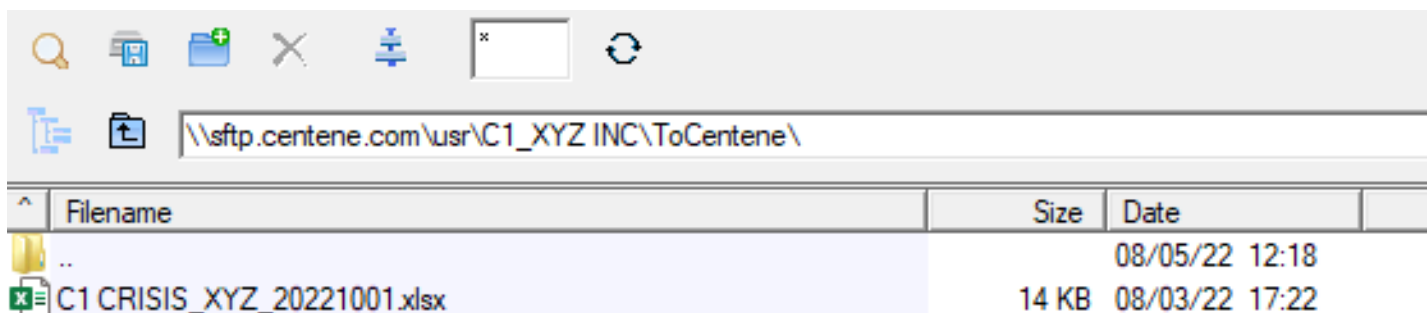 *
\\sftp.centene.com\usr\C1_XYZ INC\ToCentene\
^ Filename Size Date
.. 08/05/22 12:18
C1 CRISIS_XYZ_20221001.xlsx 14 KB 08/03/22 17:22